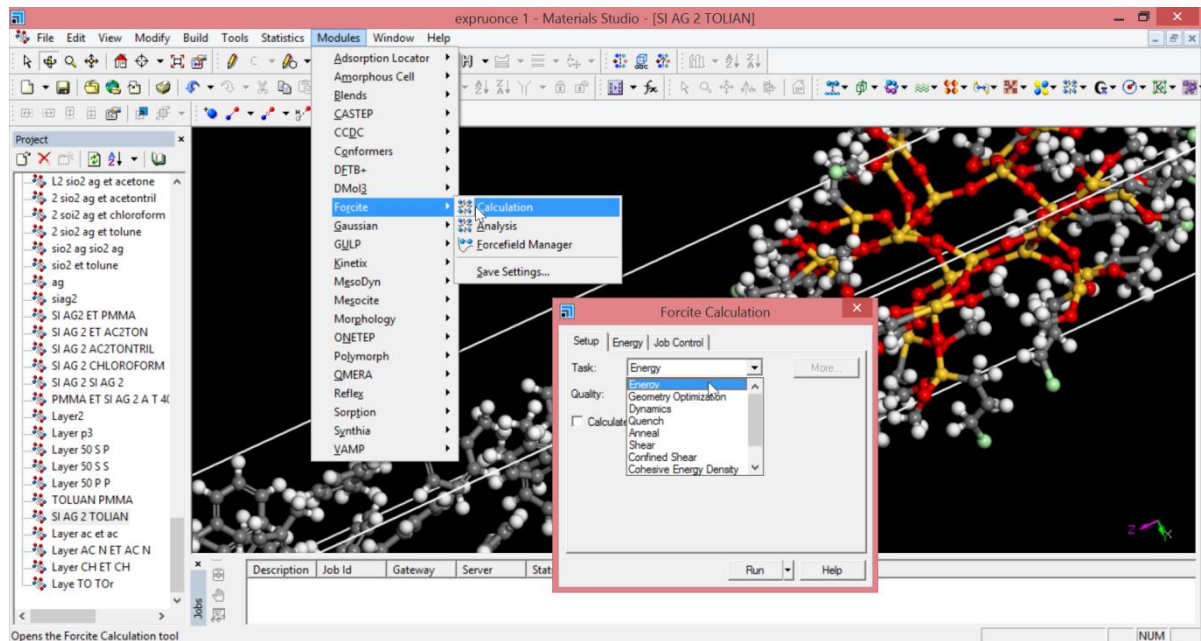 expruonce 1 - Materials Studio - [SI AG 2 TOLIAN]
File Edit View Modify Build Tools Statistics Modules Window Help
Adsorption Locator
Amorphous Cell
Blends
CASTEP
CCDC
Conformers
DFTB+
DMol3
Forcite
Gaussian
GULP
Kinetix
MesoDyn
Mesocite
Morphology
ONETEP
Polymorph
QMERA
Reflex
Sorption
Synthia
VAMP
Calculation
Analysis
Forcefield Manager
Save Settings...
Project
L2 sio2 ag et acetone
2 sio2 ag et acetontril
2 soi2 ag et chloroform
2 sio2 ag et tolune
sio2 ag sio2 ag
sio2 et tolune
ag
siag2
SI AG2 ET PMMA
SI AG 2 ET AC2TON
SI AG 2 AC2TONTRIL
SI AG 2 CHLOROFORM
SI AG 2 SI AG 2
PMMA ET SI AG 2 A T 4(
Layer2
Layer p3
Layer 50 S P
Layer 50 S S
Layer 50 P P
TOLUAN PMMA
SI AG 2 TOLIAN
Layer ac et ac
Layer AC N ET AC N
Layer CH ET CH
Laye TO TOr
Forcite Calculation
Setup Energy Job Control
Task: Energy More...
Quality:
Calculate
Energy
Geometry Optimization
Dynamics
Quench
Anneal
Shear
Confined Shear
Cohesive Energy Density
Run Help
Z X
Jobs
Description Job Id Gateway Server Stat
Opens the Forcite Calculation tool
NUM